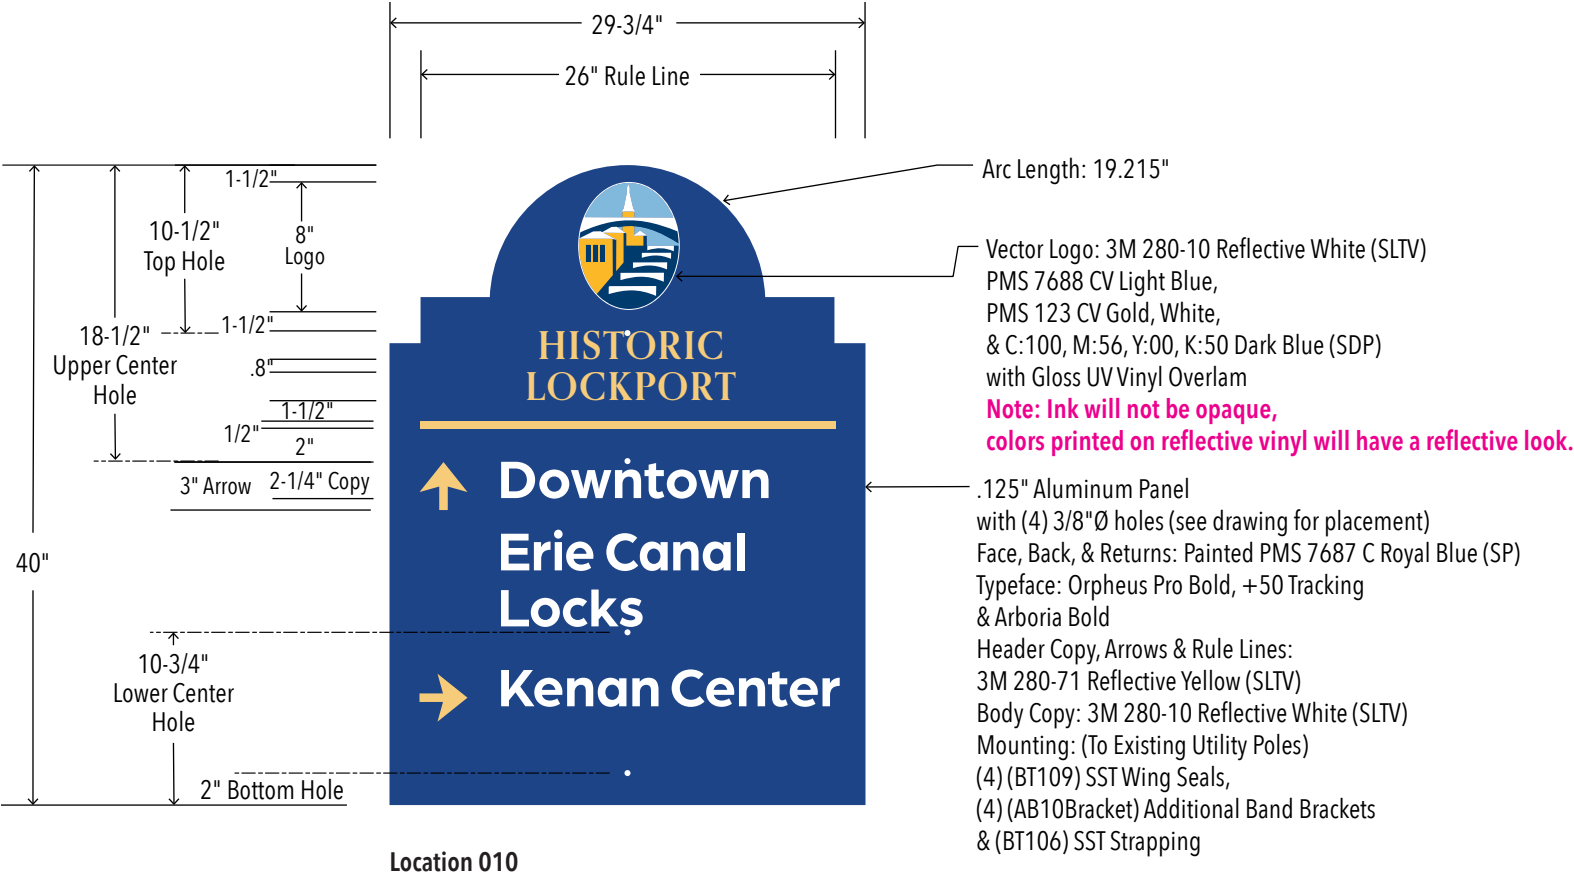 29-3/4"
26" Rule Line
1-1/2"
10-1/2"
Top Hole
8"
Logo
18-1/2"
Upper Center
Hole
1-1/2"
.8"
1-1/2"
1/2"
2"
3" Arrow
2-1/4" Copy
40"
10-3/4"
Lower Center
Hole
2" Bottom Hole
HISTORIC
LOCKPORT
Downtown
Erie Canal
Locks
Kenan Center
Arc Length: 19.215"
Vector Logo: 3M 280-10 Reflective White (SLTV)
PMS 7688 CV Light Blue,
PMS 123 CV Gold, White,
& C:100, M:56, Y:00, K:50 Dark Blue (SDP)
with Gloss UV Vinyl Overlam
Note: Ink will not be opaque,
colors printed on reflective vinyl will have a reflective look.
.125" Aluminum Panel
with (4) 3/8"Ø holes (see drawing for placement)
Face, Back, & Returns: Painted PMS 7687 C Royal Blue (SP)
Typeface: Orpheus Pro Bold, +50 Tracking
& Arboria Bold
Header Copy, Arrows & Rule Lines:
3M 280-71 Reflective Yellow (SLTV)
Body Copy: 3M 280-10 Reflective White (SLTV)
Mounting: (To Existing Utility Poles)
(4) (BT109) SST Wing Seals,
(4) (AB10Bracket) Additional Band Brackets
& (BT106) SST Strapping
Location 010